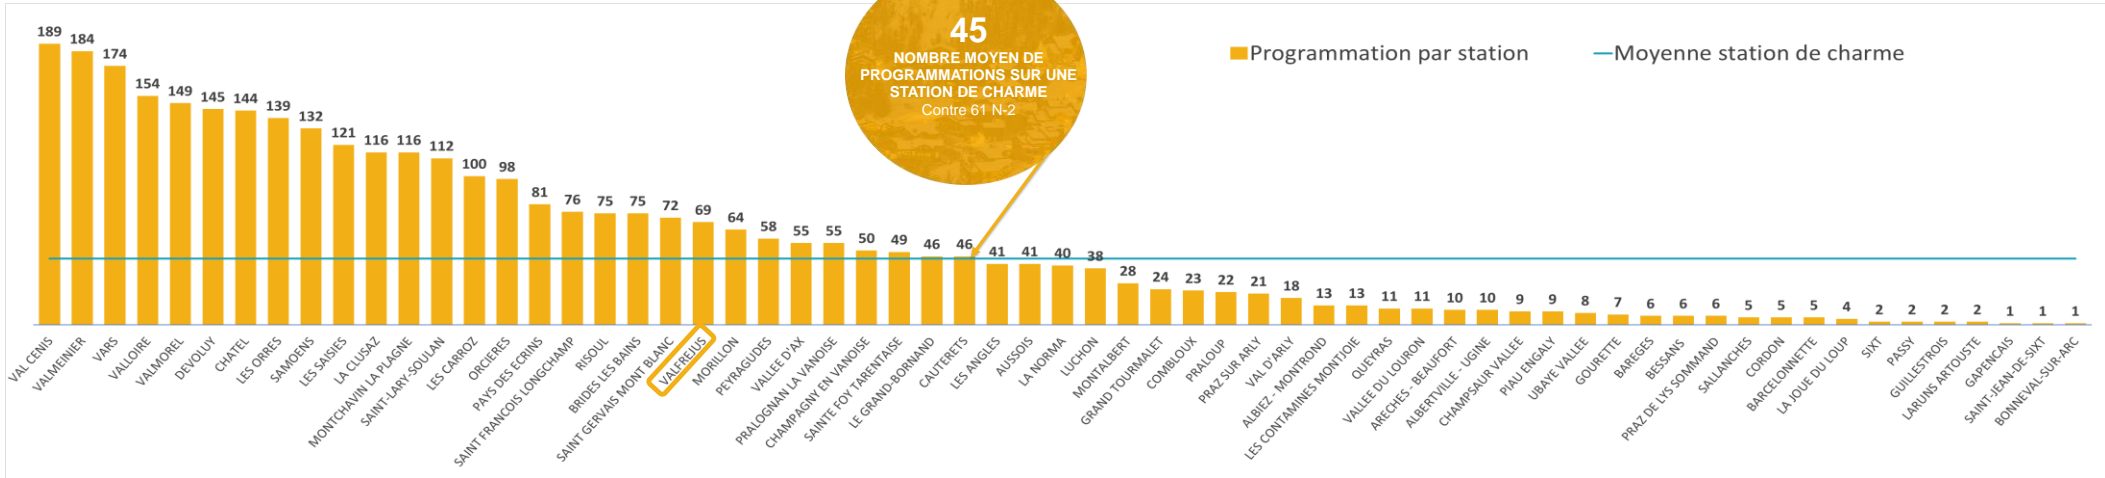 45
NOMBRE MOYEN DE
PROGRAMMATIONS SUR UNE
STATION DE CHARME
Contre 61 N-2
Programmation par station
Moyenne station de charme
189
184
174
154
149
145
144
139
132
121
116
116
112
100
98
81
76
75
75
72
69
64
58
55
55
50
49
46
46
41
41
40
38
28
24
23
22
21
18
13
13
11
11
10
10
9
9
8
7
6
6
6
5
5
5
4
2
2
2
2
1
1
1
VAL CENIS
VALMEINIER
VARS
VALLOIRE
VALMOREL
DEVOLUY
CHATEL
LES ORRES
SAMOENS
LES SAISIES
LA CLUSAZ
MONTCHAVIN LA PLAGNE
SAINT-LARY-SOULAN
LES CARROZ
ORCIERES
PAYS DES ECRINS
SAINT FRANCOIS LONGCHAMP
RISOUL
BRIDES LES BAINS
SAINT GERVAIS MONT BLANC
VALFREJUS
MORILLON
PEYRAGUDES
VALLEE D'AX
PRALOGNAN LA VANOISE
CHAMPAGNY EN VANOISE
SAINTE FOY TARENTAISE
LE GRAND-BORNAND
CAUTERETS
LES ANGLES
AUSSOIS
LA NORMA
LUCHON
MONTALBERT
GRAND TOURMALET
COMBLOUX
PRALOUP
PRAZ SUR ARLY
VAL D'ARLY
ALBIEZ - MONTROND
LES CONTAMINES MONTJOIE
QUEYRAS
VALLEE DU LOURON
ARECHES - BEAUFORT
ALBERTVILLE - UGINE
CHAMPSAUR VALLEE
PIAU ENGALY
UBAYE VALLEE
GOURETTE
BAREGES
BESSANS
PRAZ DE LYS SOMMAND
SALLANCHES
CORDON
BARCELONNETTE
LA JOUE DU LOUP
SIXT
PASSY
GUILLESTROIS
LARUNS ARTOUSTE
GAPENCAIS
SAINT-JEAN-DE-SIXT
BONNEVAL-SUR-ARC